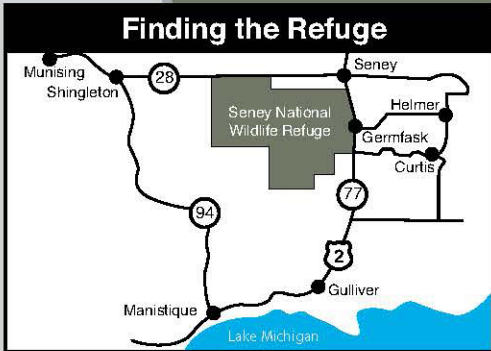 Finding the Refuge
Seney
Munising
28
Shingleton
Helmer
Seney National
Wildlife Refuge
Germfask
Curtis
77
94
2
Gulliver
Manistique
Lake Michigan